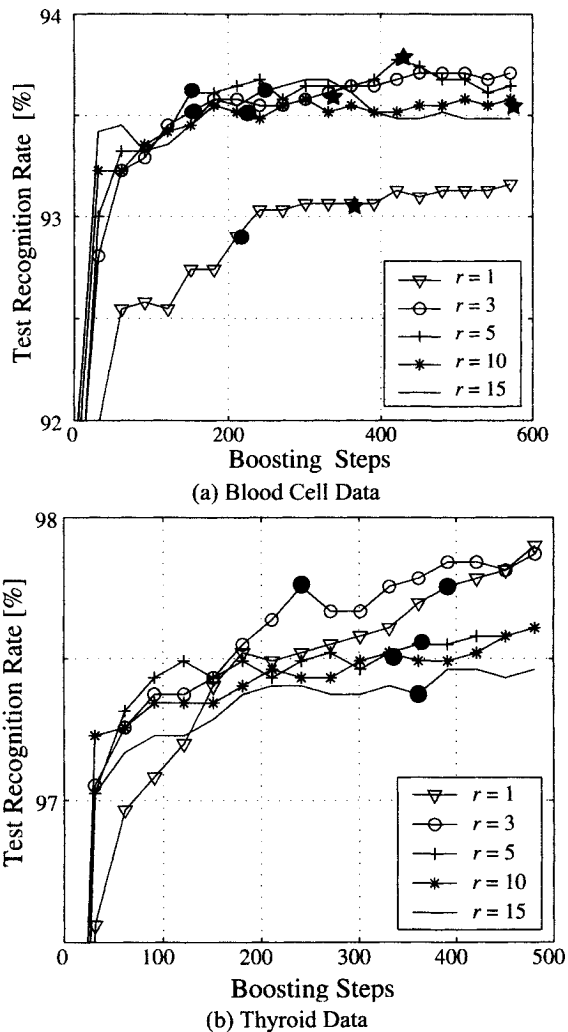 94
93
92
Test Recognition Rate [%]
r = 1
r = 3
r = 5
r = 10
r = 15
0
200
400
600
Boosting Steps
(a) Blood Cell Data
98
97
Test Recognition Rate [%]
r = 1
r = 3
r = 5
r = 10
r = 15
0
100
200
300
400
500
Boosting Steps
(b) Thyroid Data